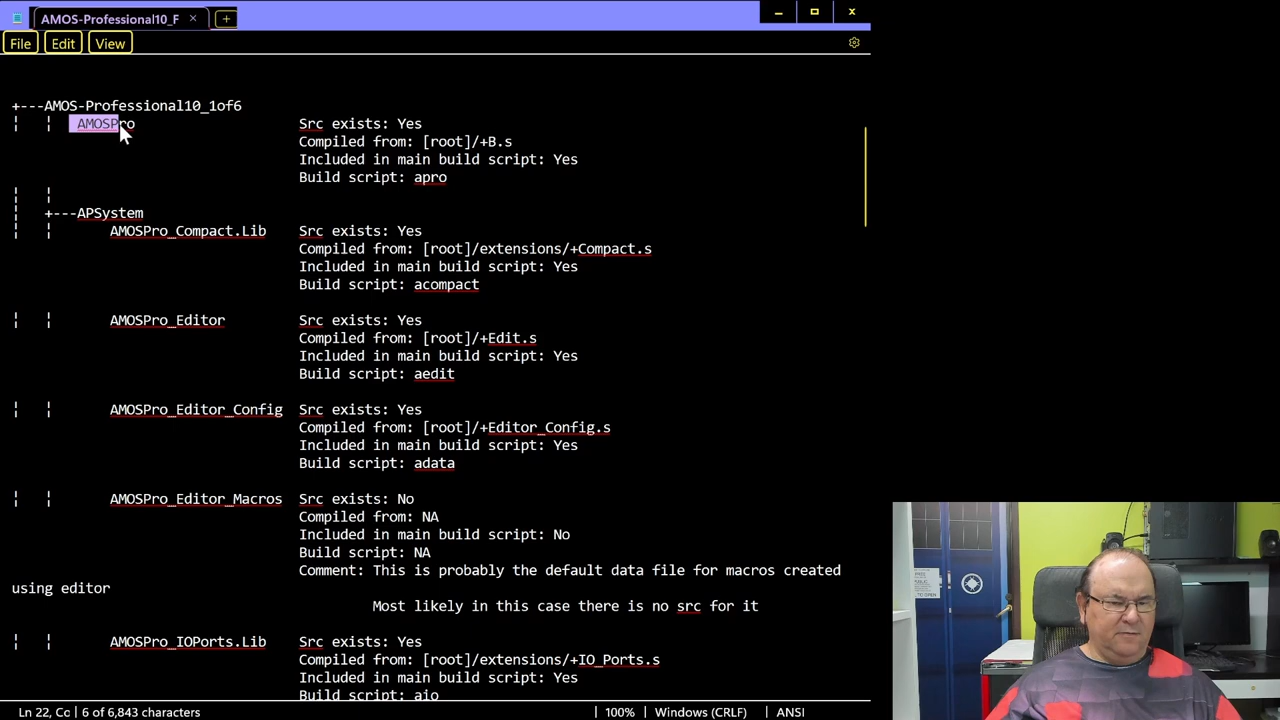 AMOS-Professional10_F × +
File Edit View
+---AMOS-Professional10_1of6
¦ ¦ AMOSPro Src exists: Yes
Compiled from: [root]/+B.s
Included in main build script: Yes
Build script: apro
¦ ¦
¦ +---APSystem
¦ ¦ AMOSPro_Compact.Lib Src exists: Yes
Compiled from: [root]/extensions/+Compact.s
Included in main build script: Yes
Build script: acompact
¦ ¦ AMOSPro_Editor Src exists: Yes
Compiled from: [root]/+Edit.s
Included in main build script: Yes
Build script: aedit
¦ ¦ AMOSPro_Editor_Config Src exists: Yes
Compiled from: [root]/+Editor_Config.s
Included in main build script: Yes
Build script: adata
¦ ¦ AMOSPro_Editor_Macros Src exists: No
Compiled from: NA
Included in main build script: No
Build script: NA
Comment: This is probably the default data file for macros created
using editor
Most likely in this case there is no src for it
¦ ¦ AMOSPro_IOPorts.Lib Src exists: Yes
Compiled from: [root]/extensions/+IO_Ports.s
Included in main build script: Yes
Build script: aio
Ln 22, Co 6 of 6,843 characters 100% Windows (CRLF) ANSI